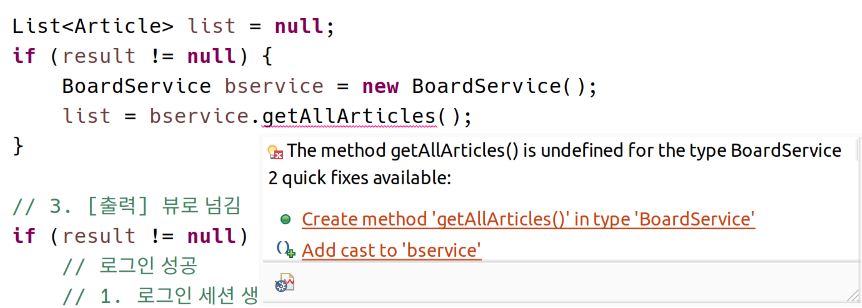 List<Article> list = null;
if (result != null) {
    BoardService bservice = new BoardService();
    list = bservice.getAllArticles();
}
The method getAllArticles() is undefined for the type BoardService
2 quick fixes available:
Create method 'getAllArticles()' in type 'BoardService'
Add cast to 'bservice'
// 3. [출력] 뷰로 넘김
if (result != null)
    // 로그인 성공
    // 1. 로그인 세션 생